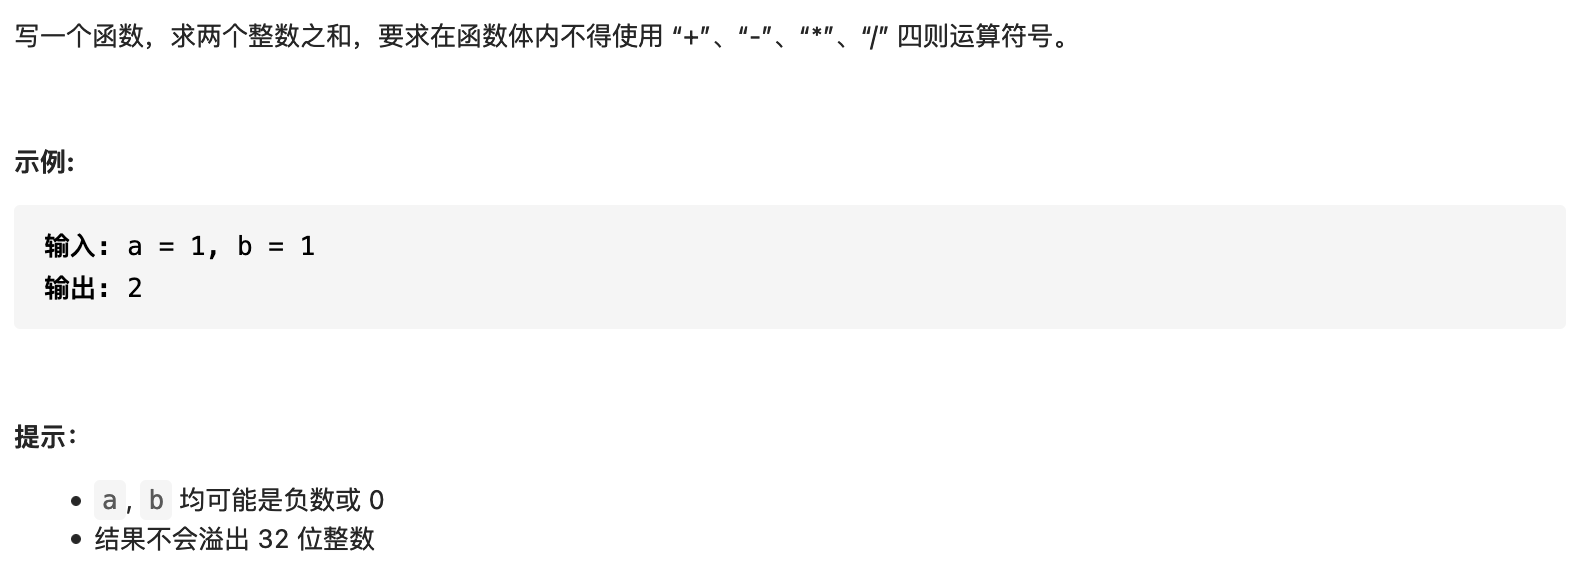 写一个函数，求两个整数之和，要求在函数体内不得使用 “+”、“-”、“*”、“/” 四则运算符号。
示例:
输入: a = 1, b = 1
输出: 2
提示：
• a, b 均可能是负数或 0
• 结果不会溢出 32 位整数